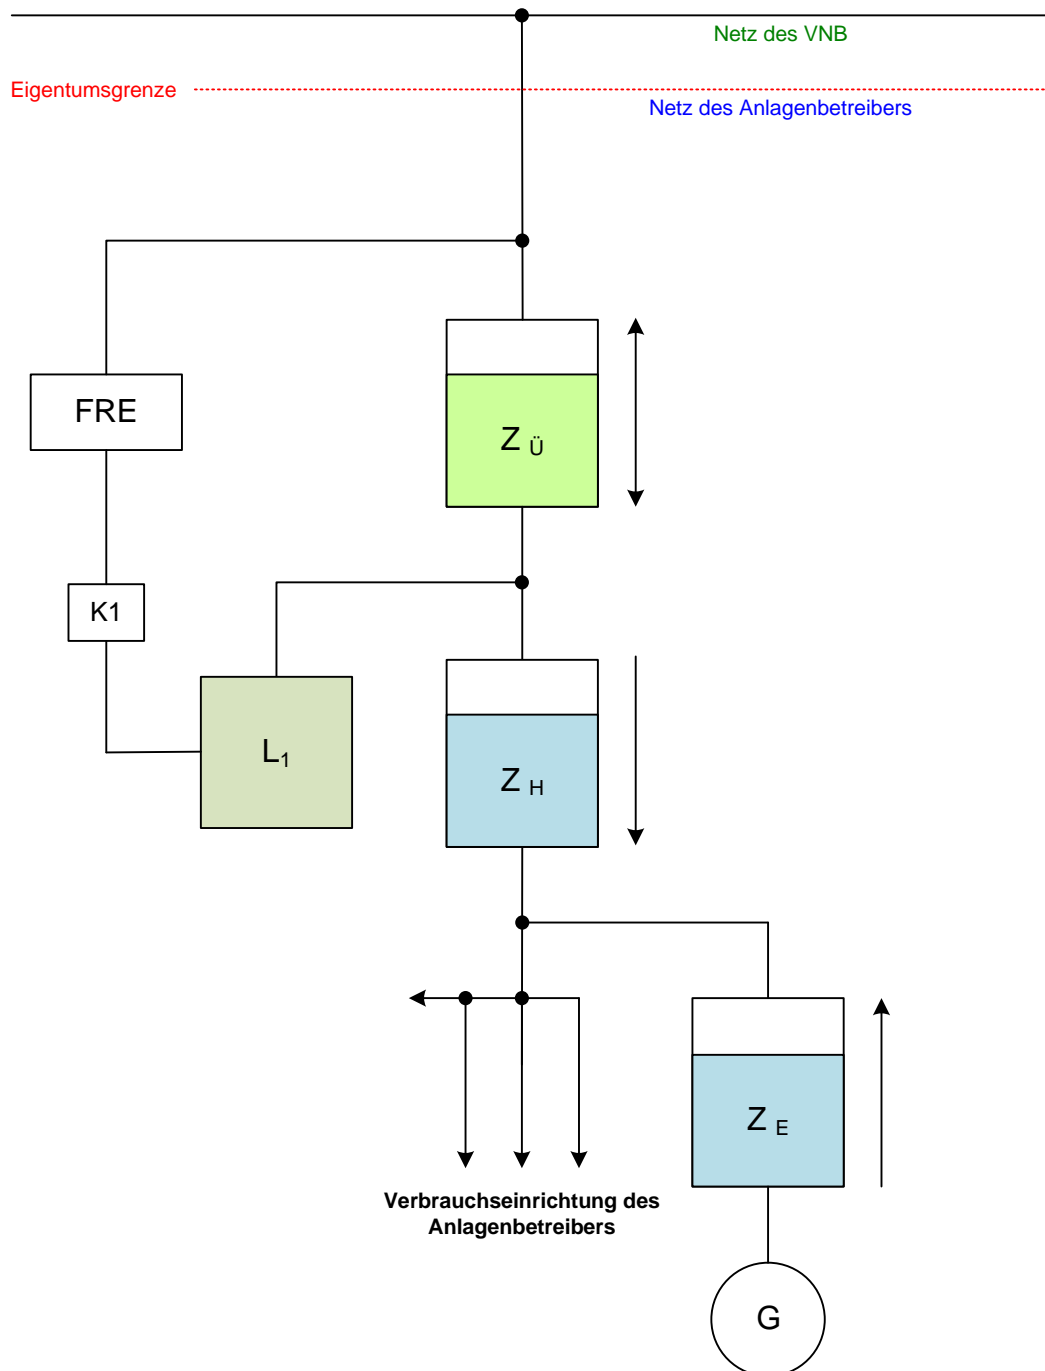 Netz des VNB
Eigentumsgrenze
Netz des Anlagenbetreibers
FRE
Z Ü
K1
L1
Z H
Z E
Verbrauchseinrichtung des
Anlagenbetreibers
G